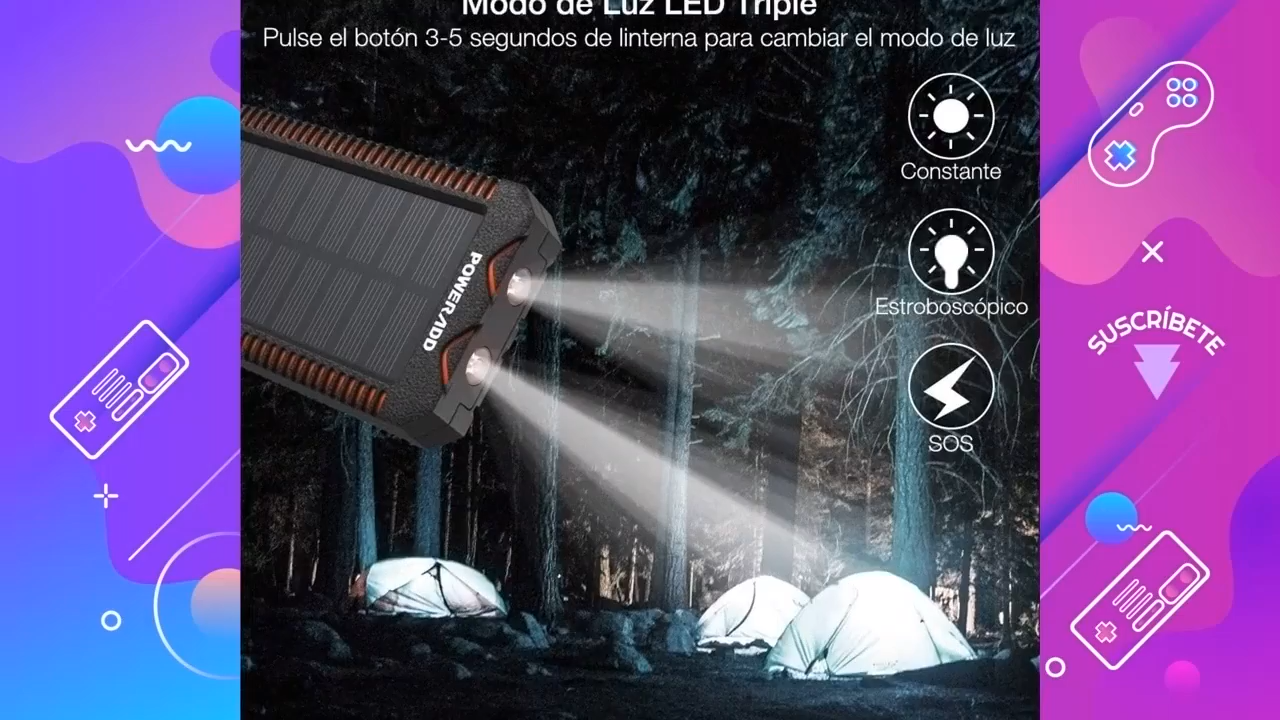 Modo de Luz LED Triple
Pulse el botón 3-5 segundos de linterna para cambiar el modo de luz
Constante
POWERADD
Estroboscópico
SUSCRÍBETE
SOS